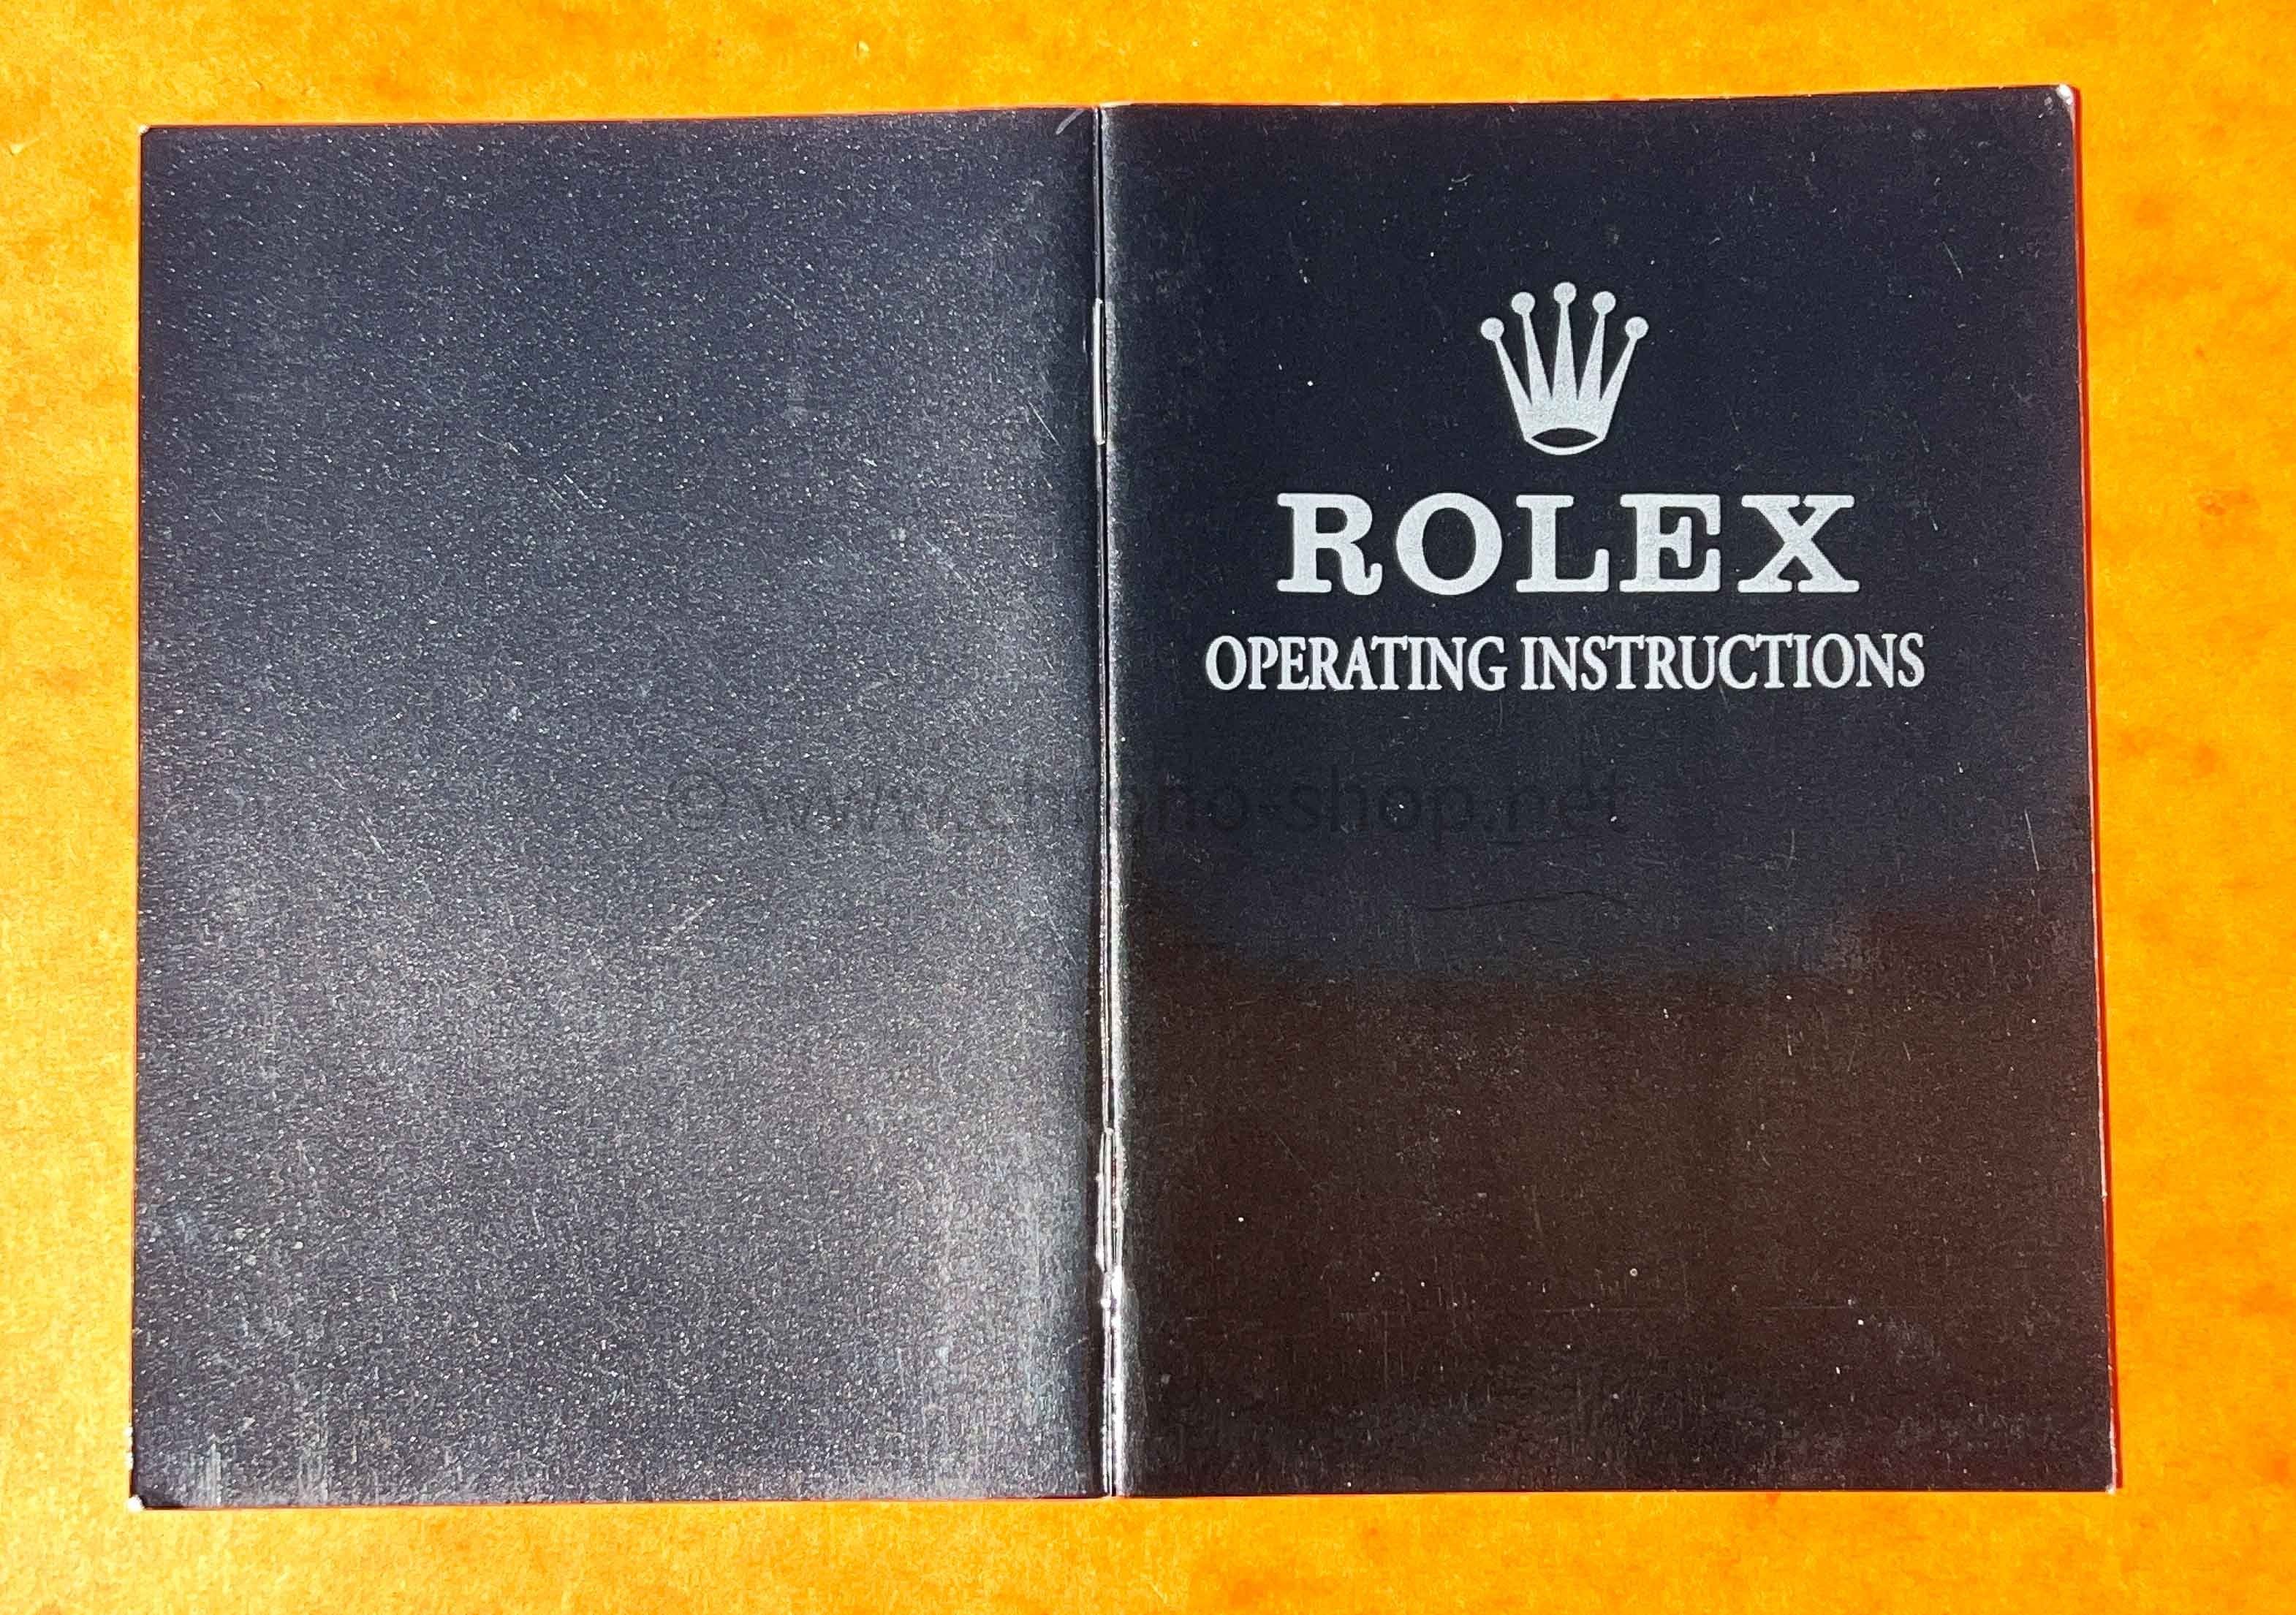 ROLEX
OPERATING INSTRUCTIONS
© www.chrono-shop.net